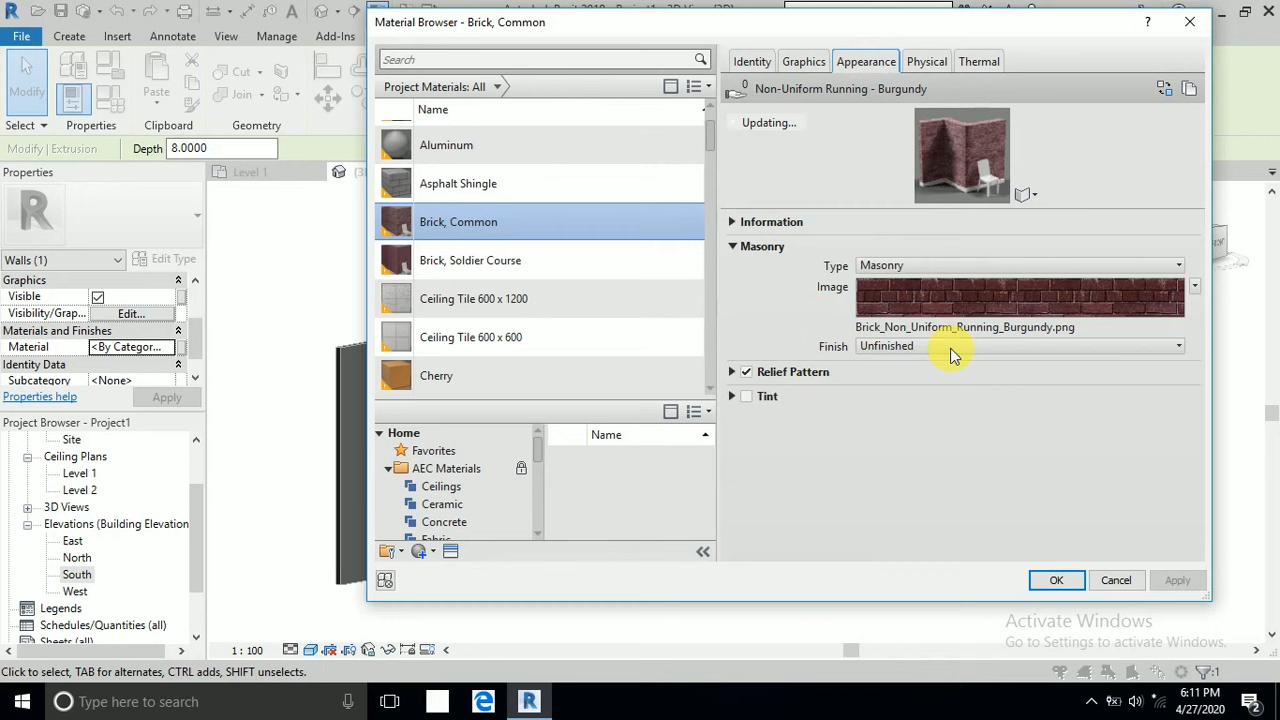 Material Browser - Brick, Common
File
Create
Insert
Annotate
View
Manage
Add-Ins
Modify
Select
Properties
Paste
Clipboard
Cut
Join
Geometry
Modify | Extrusion
Depth
8.0000
Properties
Level 1
Walls (1)
Edit Type
Graphics
Visible
Visibility/Grap...
Edit...
Materials and Finishes
Material
<By Categor...
Identity Data
Subcategory
<None>
Properties help
Apply
Project Browser - Project1
Site
Ceiling Plans
Level 1
Level 2
3D Views
Elevations (Building Elevation)
East
North
South
West
Legends
Schedules/Quantities (all)
Sheets (all)
Search
Project Materials: All
Name
Aluminum
Asphalt Shingle
Brick, Common
Brick, Soldier Course
Ceiling Tile 600 x 1200
Ceiling Tile 600 x 600
Cherry
Home
Favorites
AEC Materials
Ceilings
Ceramic
Concrete
Fabric
Name
Identity
Graphics
Appearance
Physical
Thermal
Non-Uniform Running - Burgundy
Updating...
Information
Masonry
Type
Masonry
Image
Brick_Non_Uniform_Running_Burgundy.png
Finish
Unfinished
Relief Pattern
Tint
OK
Cancel
Apply
Activate Windows
Go to Settings to activate Windows.
1 : 100
Click to select, TAB for alternates, CTRL adds, SHIFT unselects.
:1
Type here to search
6:11 PM
4/27/2020
2